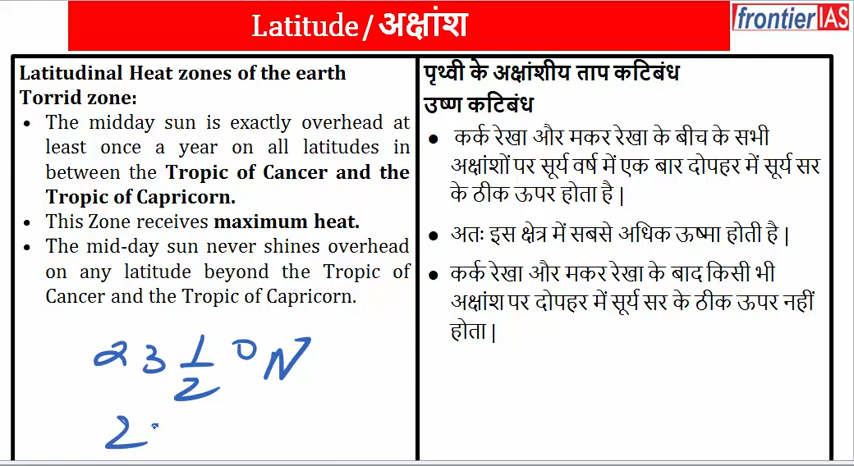 Latitude / अक्षांश
frontierIAS
Latitudinal Heat zones of the earth
Torrid zone:
• The midday sun is exactly overhead at
least once a year on all latitudes in
between the Tropic of Cancer and the
Tropic of Capricorn.
• This Zone receives maximum heat.
• The mid-day sun never shines overhead
on any latitude beyond the Tropic of
Cancer and the Tropic of Capricorn.
23 1/2 ° N
2
पृथ्वी के अक्षांशीय ताप कटिबंध
उष्ण कटिबंध
• कर्क रेखा और मकर रेखा के बीच के सभी
अक्षांशों पर सूर्य वर्ष में एक बार दोपहर में सूर्य सर
के ठीक ऊपर होता है |
• अतः इस क्षेत्र में सबसे अधिक ऊष्मा होती है |
• कर्क रेखा और मकर रेखा के बाद किसी भी
अक्षांश पर दोपहर में सूर्य सर के ठीक ऊपर नहीं
होता |